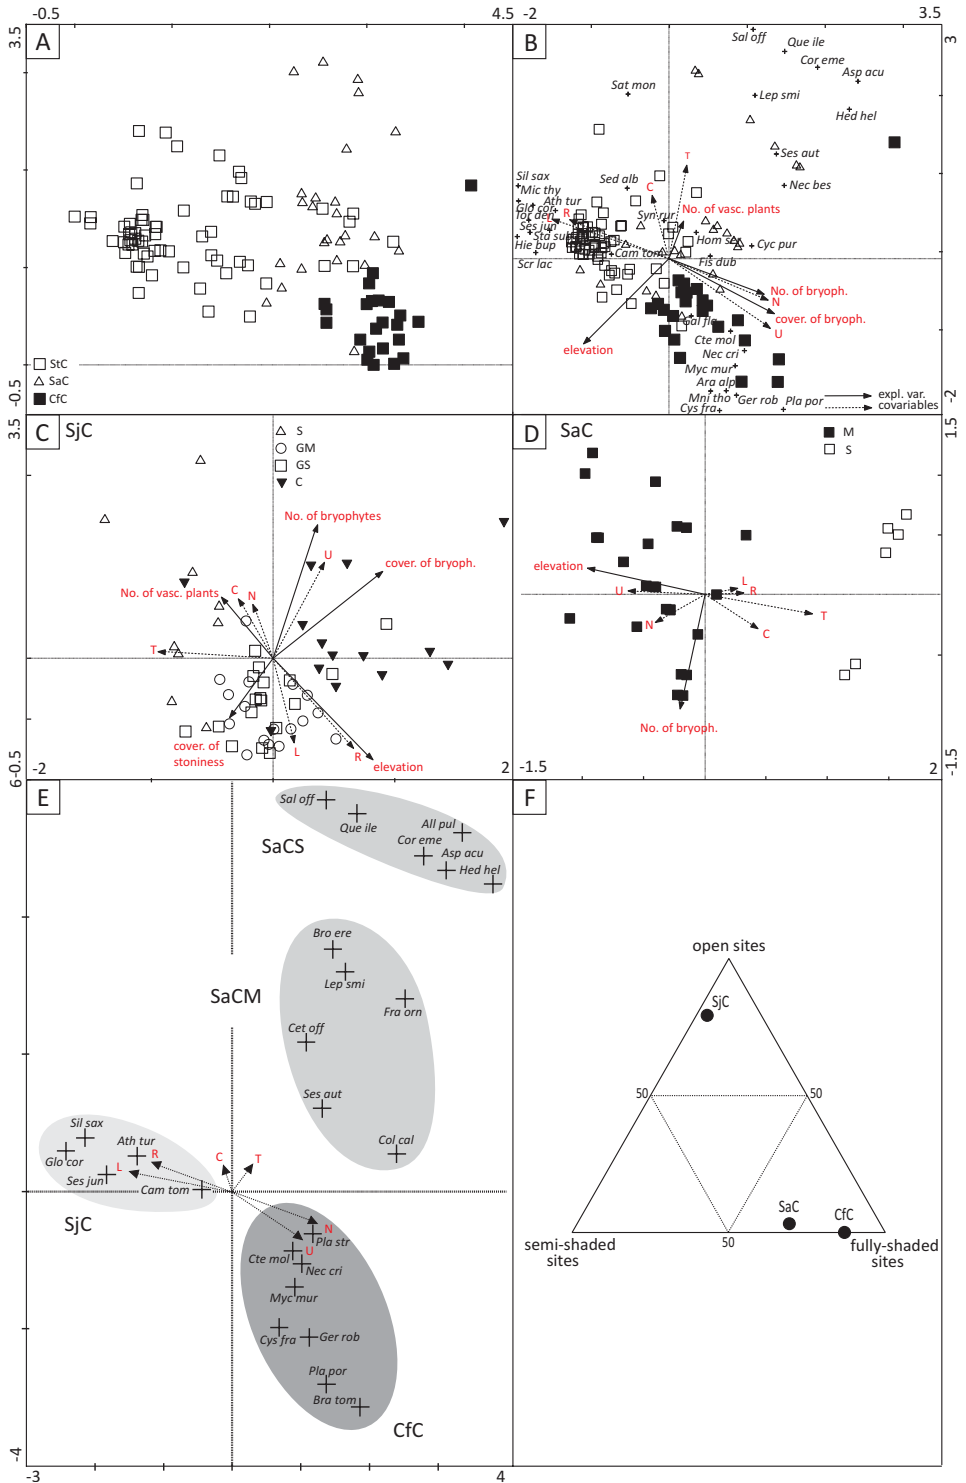 -0.5
4.5
-2
3.5
3.5
A
B
3
Sal off
Que ile
Cor eme
Asp acu
Sat mon
Lep smi
Hed hel
Ses aut
T
Sil sax
Mic thy
Sed alb
C
Nec bes
Glo cor
Ath tur
R
Tor den
L
Syn rur
No. of vasc. plants
Ses jun
Std sub
Hom se
Hie bup
Cam tom
Cyc pur
Scr lac
Fis dub
No. of bryoph.
N
cover. of bryoph.
Gal fla
U
elevation
Cte mol
Nec cri
StC
Myc mur
SaC
Ara alp
CfC
Mni tho
Ger rob
Cys fra
Pla por
expl. var.
covariables
-0.5
-2
3.5
C
SjC
S
GM
GS
C
D
SaC
M
S
1.5
No. of bryophytes
U
cover. of bryoph.
No. of vasc. plants
C
N
T
cover. of
stoniness
L
R
elevation
elevation
U
L
R
N
T
C
No. of bryoph.
-0.5
-2
2
-1.5
2
-1.5
6
E
F
Sal off
Que ile
All pul
SaCS
Cor eme
Asp acu
Hed hel
Bra ere
Lep smi
SaCM
Fra orn
Cet off
Ses aut
Sil sax
Ath tur
Col cal
Glo cor
R
L
C
T
Ses jun
Cam tom
SjC
N
Pla str
U
Cte mol
Nec cri
Myc mur
Cys fra
Ger rob
Pla por
Bra tom
CfC
open sites
SjC
50
50
SaC
CfC
semi-shaded
sites
50
fully-shaded
sites
-4
-3
4